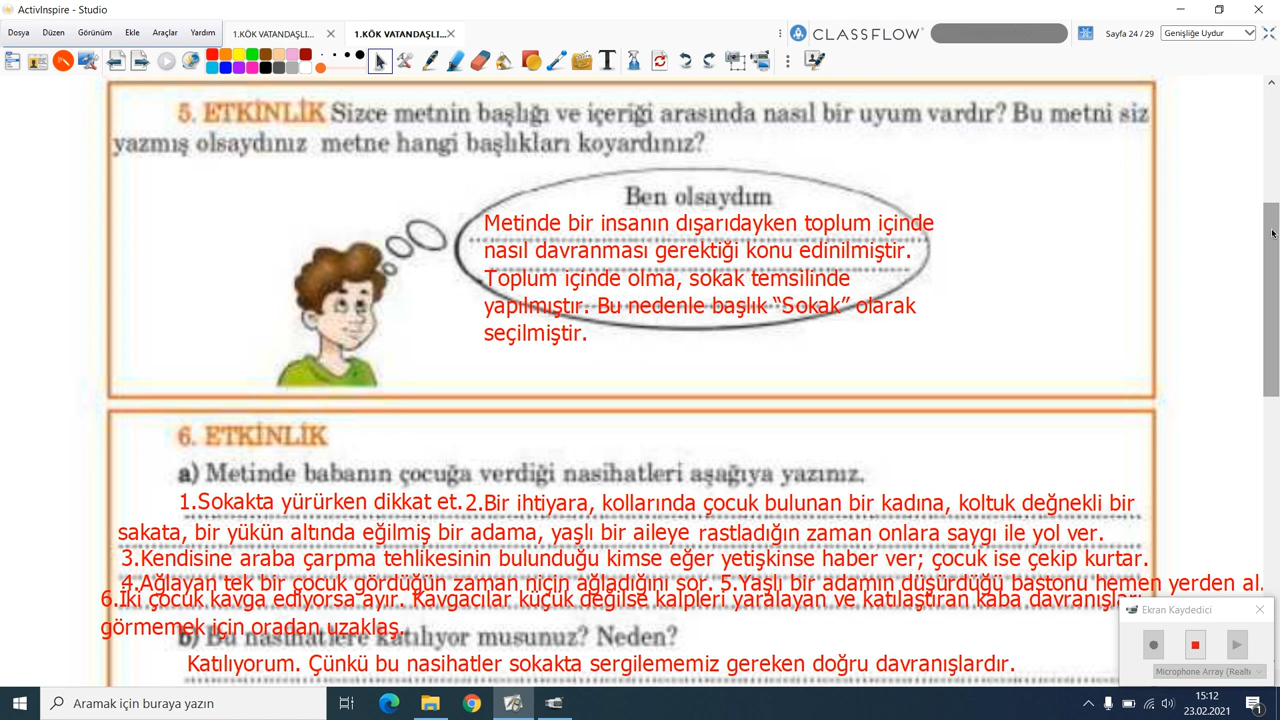 ActivInspire - Studio
Dosya Düzen Görünüm Ekle Araçlar Yardım
1.KÖK VATANDAŞLI...
1.KÖK VATANDAŞLI...
CLASSFLOW
Sayfa 24 / 29
Genişliğe Uydur
5. ETKİNLİK Sizce metnin başlığı ve içeriği arasında nasıl bir uyum vardır? Bu metni siz
yazmış olsaydınız metne hangi başlıkları koyardınız?
Ben olsaydım
Metinde bir insanın dışarıdayken toplum içinde
nasıl davranması gerektiği konu edinilmiştir.
Toplum içinde olma, sokak temsilinde
yapılmıştır. Bu nedenle başlık “Sokak” olarak
seçilmiştir.
6. ETKİNLİK
a) Metinde babanın çocuğa verdiği nasihatleri aşağıya yazınız.
1.Sokakta yürürken dikkat et. 2.Bir ihtiyara, kollarında çocuk bulunan bir kadına, koltuk değnekli bir
sakata, bir yükün altında eğilmiş bir adama, yaşlı bir aileye rastladığın zaman onlara saygı ile yol ver.
3.Kendisine araba çarpma tehlikesinin bulunduğu kimse eğer yetişkinse haber ver; çocuk ise çekip kurtar.
4.Ağlayan tek bir çocuk gördüğün zaman niçin ağladığını sor. 5.Yaşlı bir adamın düşürdüğü bastonu hemen yerden al.
6.İki çocuk kavga ediyorsa ayır. Kavgacılar küçük değilse kalpleri yaralayan ve katılaştıran kaba davranışları
görmemek için oradan uzaklaş.
b) Bu nasihatlere katılıyor musunuz? Neden?
Katılıyorum. Çünkü bu nasihatler sokakta sergilememiz gereken doğru davranışlardır.
Ekran Kaydedici
Microphone Array (Realt
Aramak için buraya yazın
15:12
23.02.2021
1